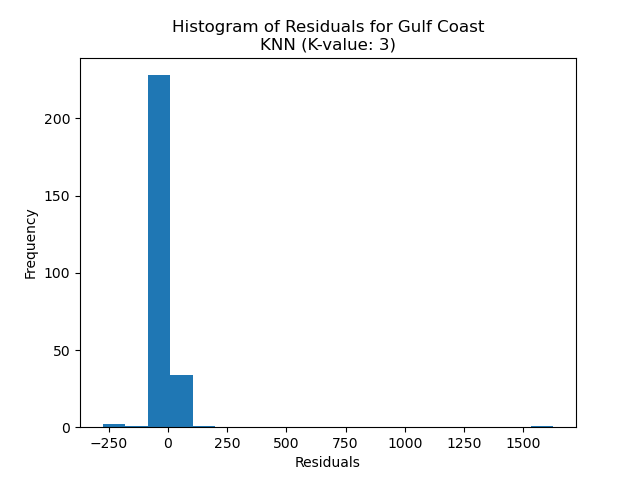 Histogram of Residuals for Gulf Coast
KNN (K-value: 3)
200
150
100
50
0
Frequency
−250 0 250 500 750 1000 1250 1500
Residuals